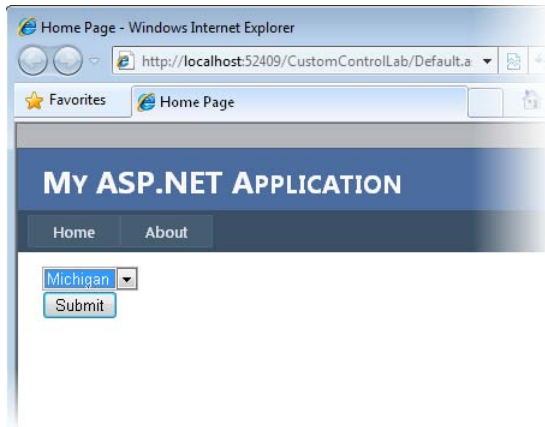 Home Page - Windows Internet Explorer
http://localhost:52409/CustomControlLab/Default.a
Favorites
Home Page
MY ASP.NET APPLICATION
Home
About
Michigan
Submit